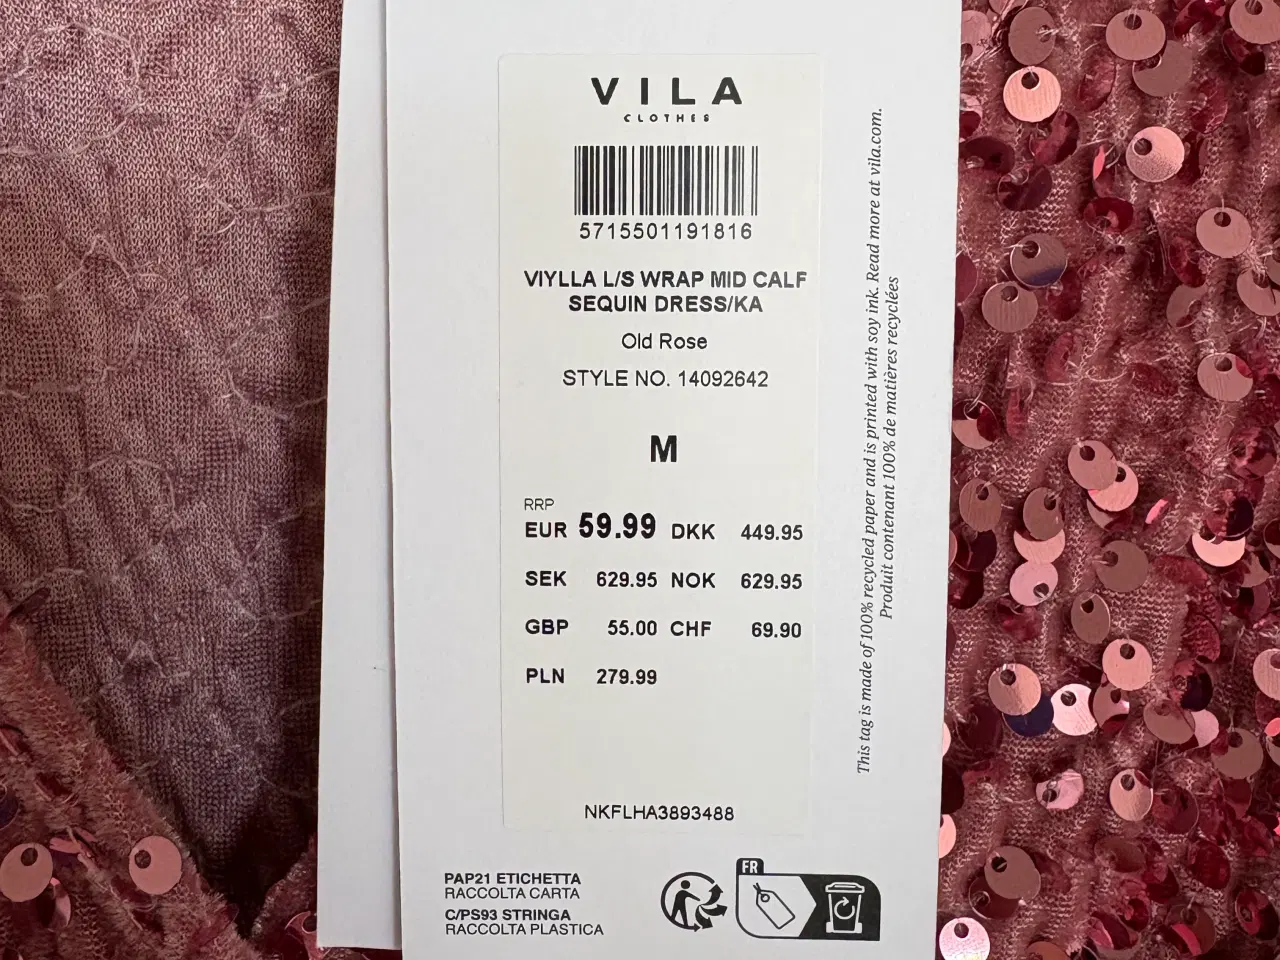 VILA
CLOTHES
5715501191816
VIYLLA L/S WRAP MID CALF
SEQUIN DRESS/KA
Old Rose
STYLE NO. 14092642
M
RRP
EUR 59.99 DKK 449.95
SEK 629.95 NOK 629.95
GBP 55.00 CHF 69.90
PLN 279.99
NKFLHA3893488
PAP21 ETICHETTA
RACCOLTA CARTA
C/PS93 STRINGA
RACCOLTA PLASTICA
FR
This tag is made of 100% recycled paper and is printed with soy ink. Read more at vila.com.
Produit contenant 100% de matières recyclées